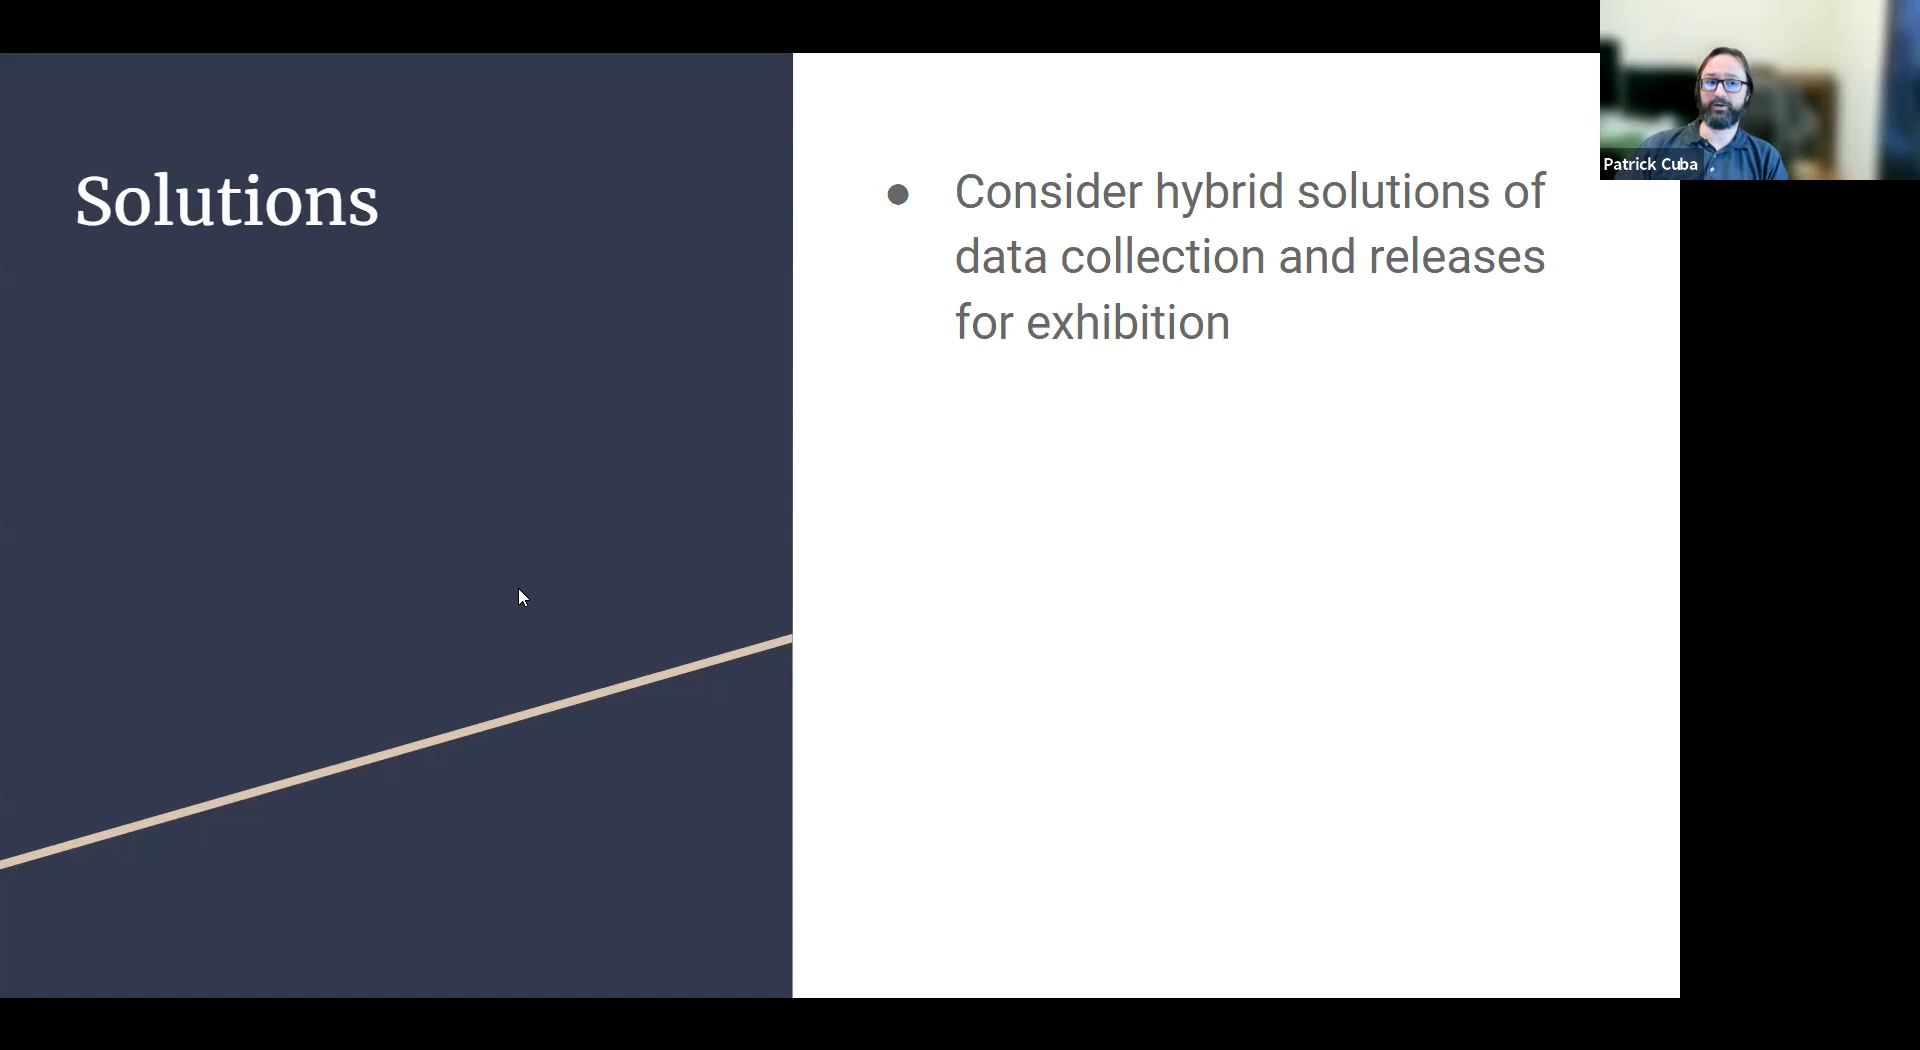 Solutions
● Consider hybrid solutions of
data collection and releases
for exhibition
Patrick Cuba